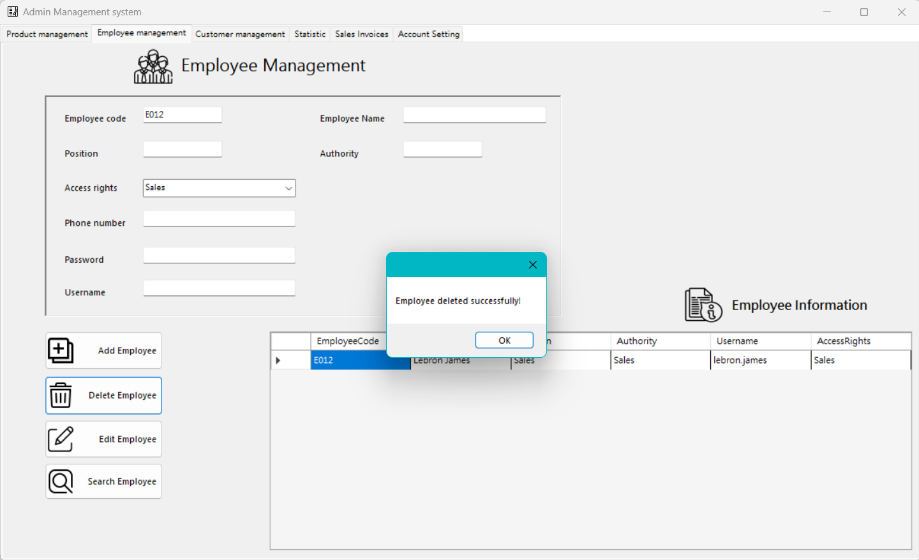 Admin Management system
Product management Employee management Customer management Statistic Sales Invoices Account Setting
Employee Management
Employee code E012 Employee Name
Position Authority
Access rights Sales
Phone number
Password
Username
Employee deleted successfully!
OK
Employee Information
Add Employee
Delete Employee
Edit Employee
Search Employee
EmployeeCode Authority Username AccessRights
E012 Lebron James Sales Sales lebron.james Sales